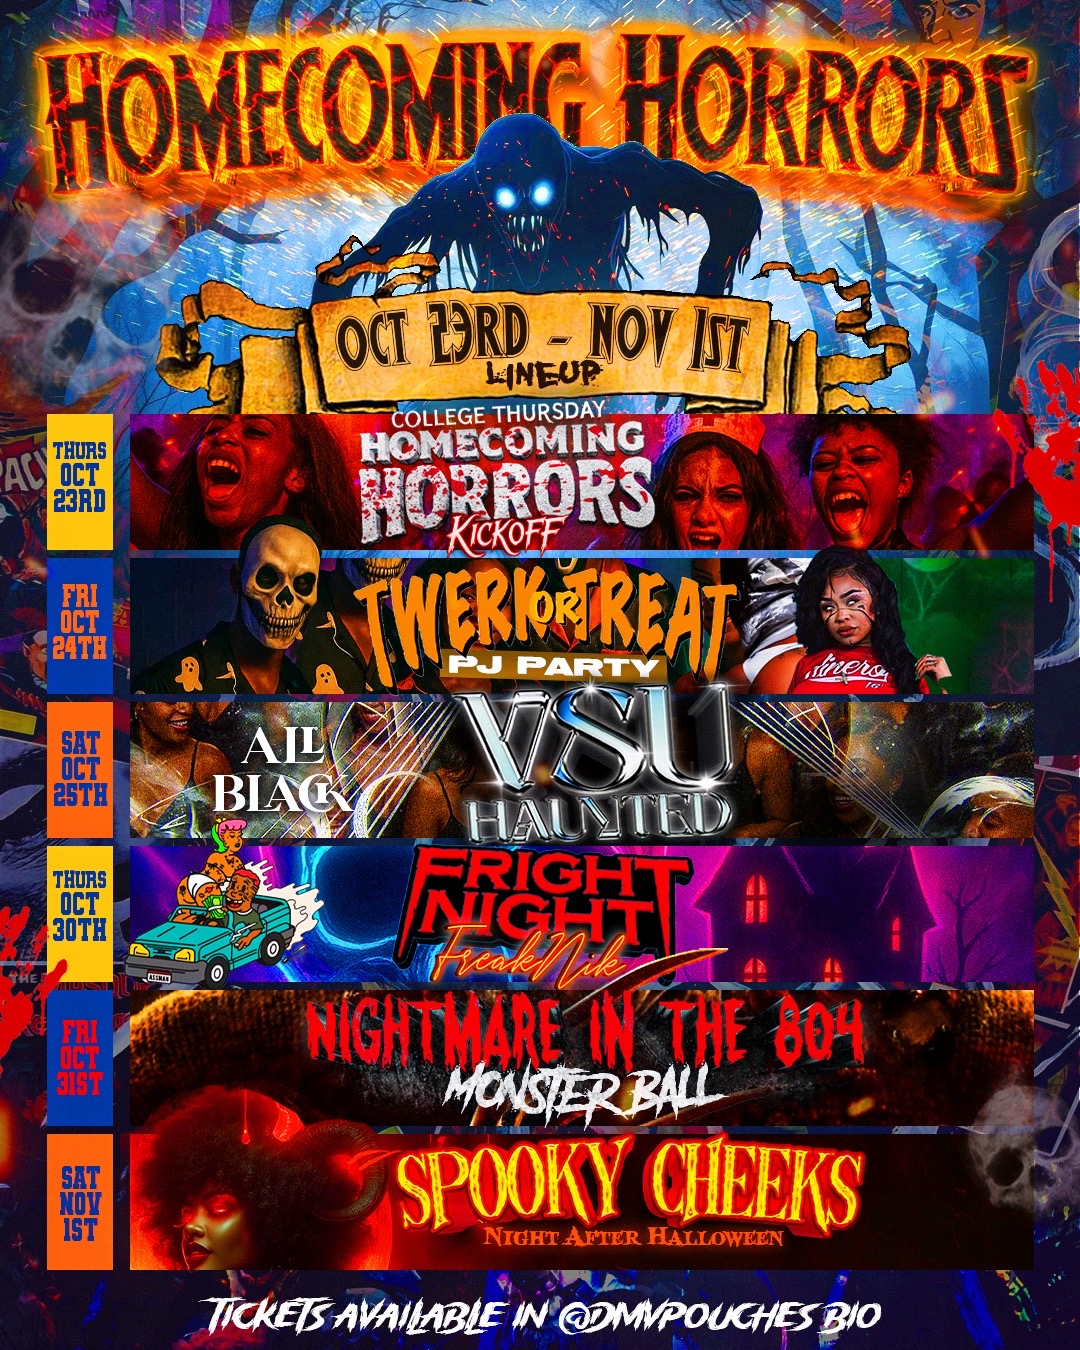 HOMECOMING HORRORS
OCT 23RD - NOV 1ST
LINEUP
THURS
OCT
23RD
COLLEGE THURSDAY
HOMECOMING
HORRORS
KICKOFF
FRI
OCT
24TH
TWERK OR TREAT
PJ PARTY
SAT
OCT
25TH
ALL
BLACK
VSU
HAUNTED
THURS
OCT
30TH
ASSMAN
FRIGHT
NIGHT
FreakNik
FRI
OCT
31ST
NIGHTMARE IN THE 804
MONSTER BALL
SAT
NOV
1ST
SPOOKY CHEEKS
NIGHT AFTER HALLOWEEN
TICKETS AVAILABLE IN @DMVPOUCHES BIO